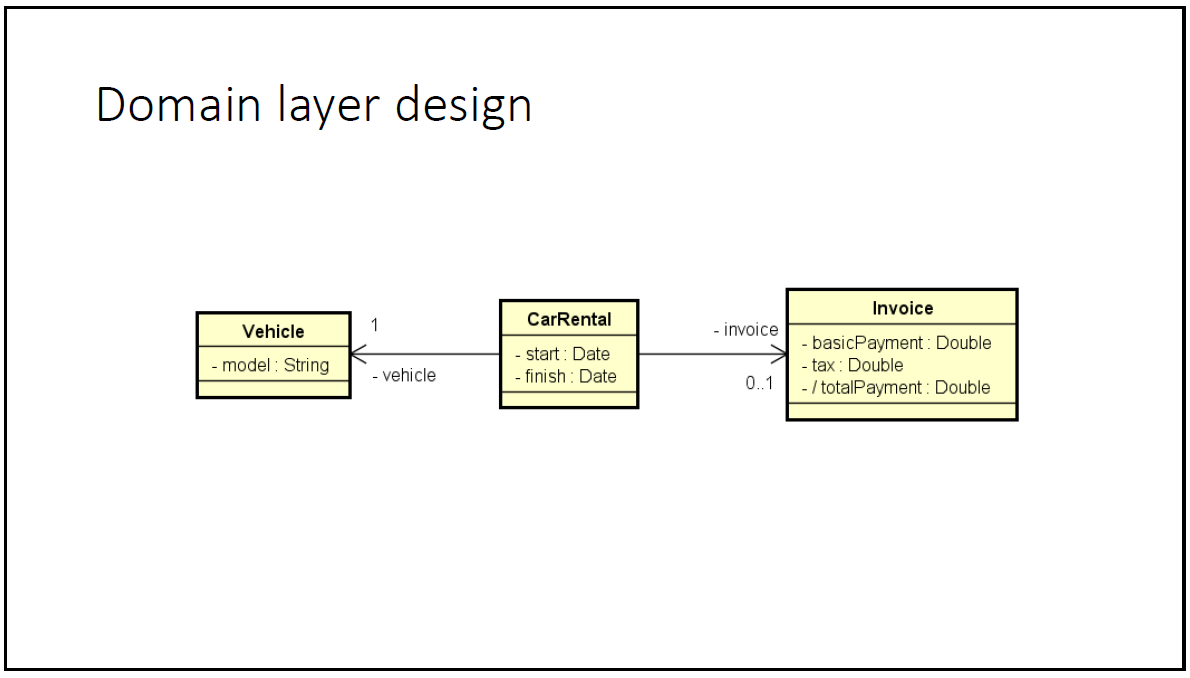 Domain layer design
Vehicle
- model : String
1
- vehicle
CarRental
- start : Date
- finish : Date
- invoice
0..1
Invoice
- basicPayment : Double
- tax : Double
- / totalPayment : Double